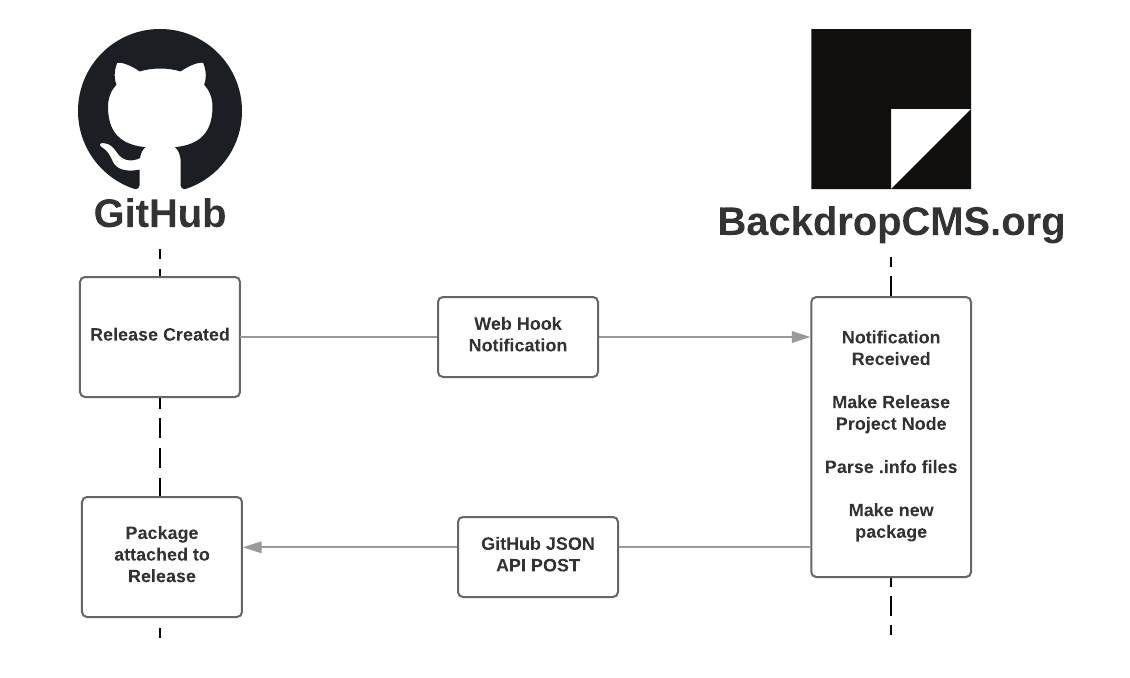 GitHub
BackdropCMS.org
Release Created
Web Hook
Notification
Notification
Received
Make Release
Project Node
Parse .info files
Make new
package
Package
attached to
Release
GitHub JSON
API POST